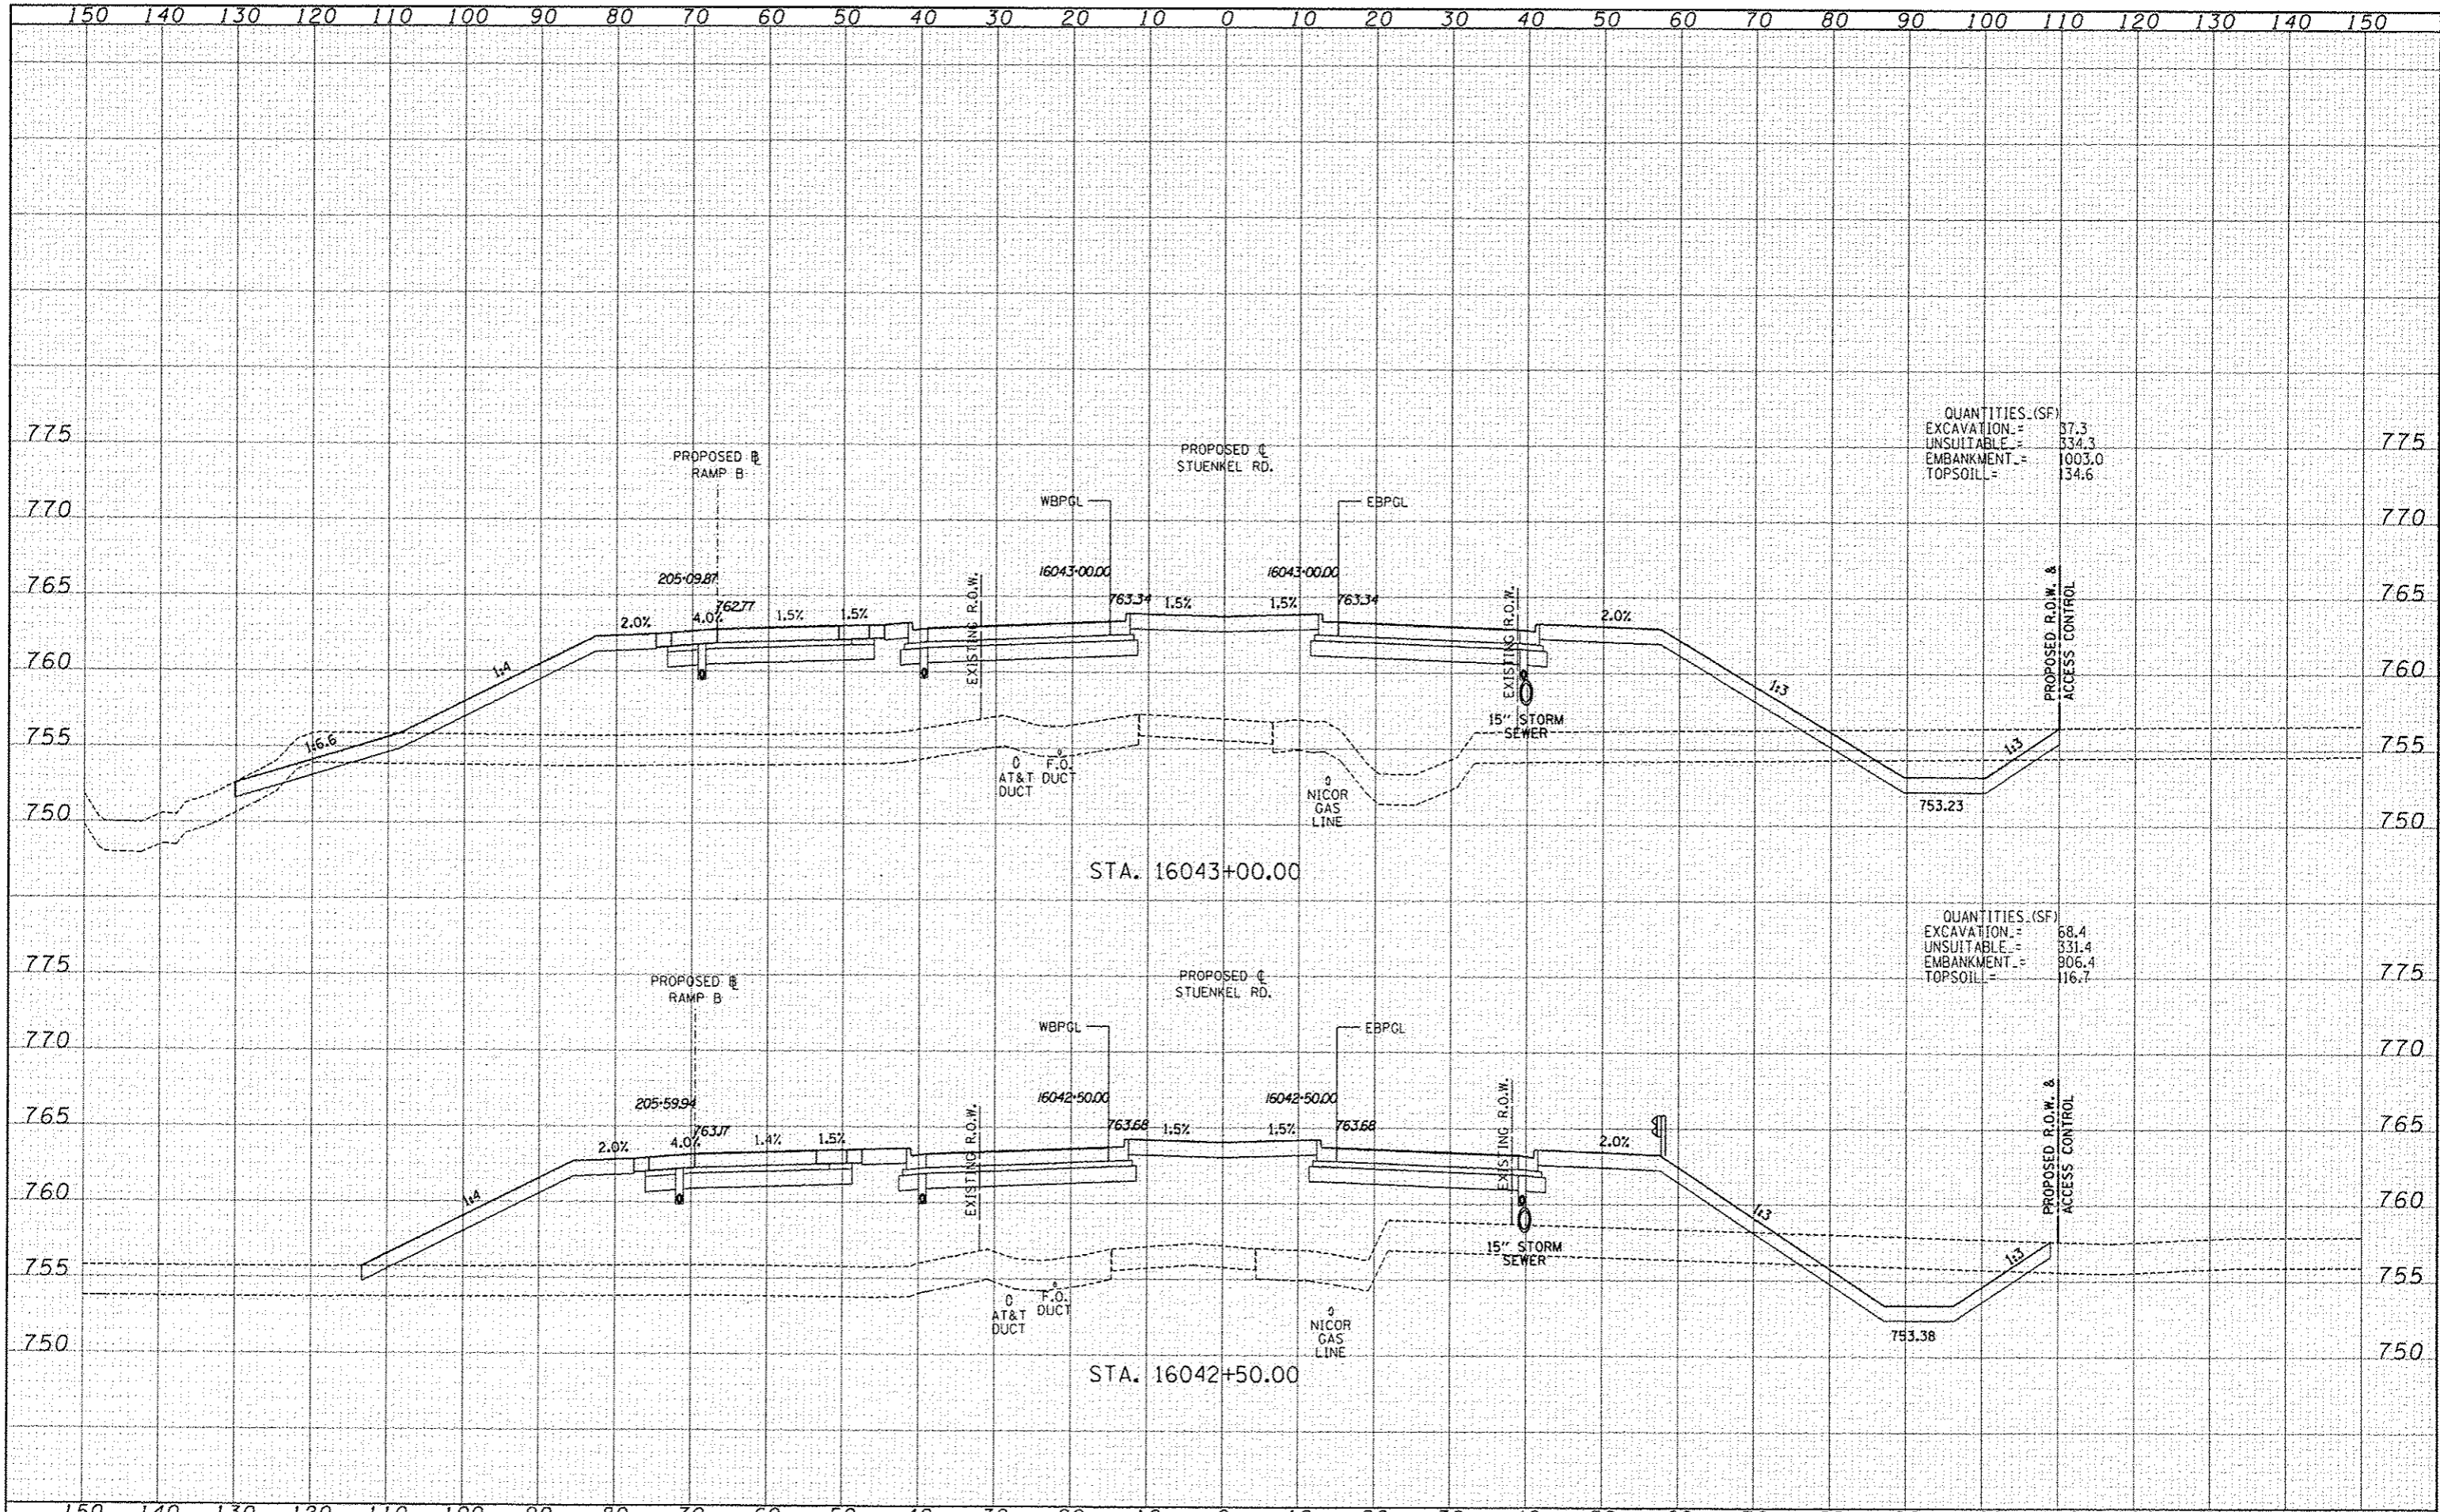 150 140 130 120 110 100 90 80 70 60 50 40 30 20 10 0 10 20 30 40 50 60 70 80 90 100 110 120 130 140 150
QUANTITIES (SF)
EXCAVATION = 37.3
UNSUITABLE = 334.3
EMBANKMENT = 1003.0
TOPSOIL = 134.6
775 775
PROPOSED ℄
STUENKEL RD.
PROPOSED B
RAMP B
770 770
WBPGL
EBPGL
765 765
205+09.87
16043+00.00
16043+00.00
EXISTING R.O.W.
EXISTING R.O.W.
PROPOSED R.O.W. &
ACCESS CONTROL
2.0% 4.0% 762.77 1.5% 1.5% 763.34 1.5% 1.5% 763.34 2.0%
760 760
1:4
1:3
15" STORM
SEWER
755 755
1:6.6
1:3
AT&T
DUCT
F.O.
DUCT
NICOR
GAS
LINE
753.23
750 750
STA. 16043+00.00
QUANTITIES (SF)
EXCAVATION = 68.4
UNSUITABLE = 331.4
EMBANKMENT = 906.4
TOPSOIL = 116.7
775 775
PROPOSED ℄
STUENKEL RD.
PROPOSED B
RAMP B
770 770
WBPGL
EBPGL
765 765
205+59.94
16042+50.00
16042+50.00
EXISTING R.O.W.
EXISTING R.O.W.
PROPOSED R.O.W. &
ACCESS CONTROL
2.0% 4.0% 763.17 1.4% 1.5% 763.68 1.5% 1.5% 763.68 2.0%
760 760
1:4
1:3
15" STORM
SEWER
755 755
1:3
AT&T
DUCT
F.O.
DUCT
NICOR
GAS
LINE
753.38
750 750
STA. 16042+50.00